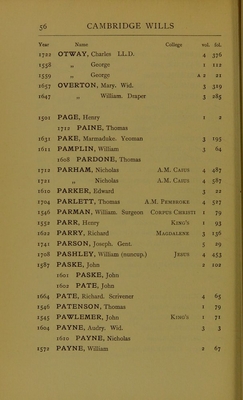 56 CAMBRIDGE WILLS
Year Name College vol. fol.
1722 OTWAY, Charles LL.D. 4 376
1558 „ George 1 112
1559 „ George A 2 22
1657 OVERTON, Mary. Wid. 3 319
1647 „ William. Draper 3 285
1501 PAGE, Henry 1 2
1712 PAINE, Thomas
1631 PAKE, Marmaduke. Yeoman 3 195
1611 PAMPLIN, William 3 64
1608 PARDONE, Thomas
1712 PARHAM, Nicholas A.M. Caius 4 287
1721 „ Nicholas A.M. Caius 4 387
1610 PARKER, Edward 3 22
1704 PARLETT, Thomas A.M. Pembroke 4 527
1546 PARMAN, William. Surgeon Corpus Christi 1 79
1552 PARR, Henry King's 1 93
1622 PARRY, Richard Magdalene 3 136
1741 PARSON, Joseph. Gent. 5 29
1708 PASHLEY, William (nuncup.) Jesus 4 453
1587 PASKE, John 2 102
1601 PASKE, John
1602 PATE, John
1664 PATE, Richard. Scrivener 4 65
1546 PATENSON, Thomas 1 79
1545 PAWLEMER, John King's 1 71
1604 PAYNE, Audry. Wid. 3 3
1620 PAYNE, Nicholas
1572 PAYNE, William 2 67